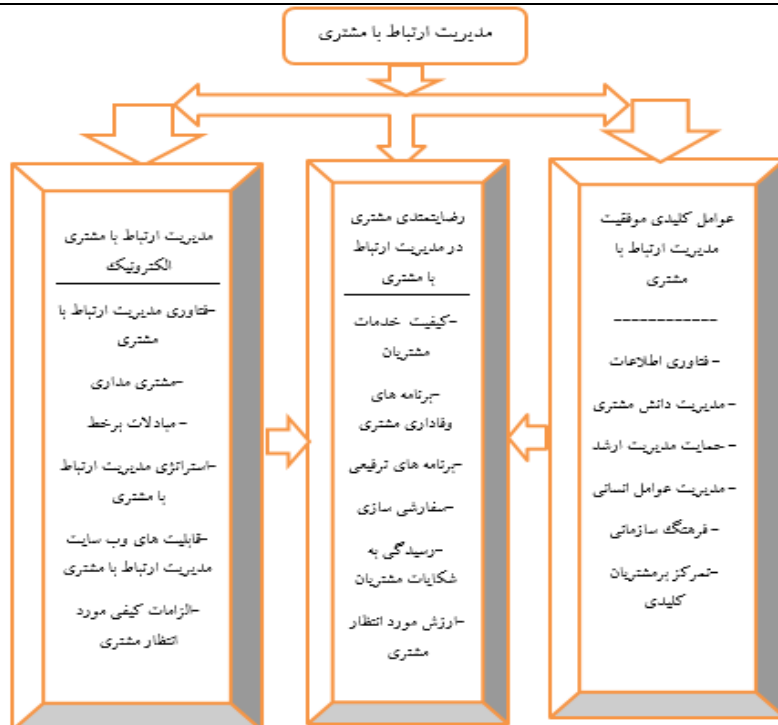 مدیریت ارتباط با مشتری
عوامل کلیدی موفقیت
مدیریت ارتباط با
مشتری
------------
-فناوری اطلاعات
-مدیریت دانش مشتری
-حمایت مدیریت ارشد
-مدیریت عوامل انسانی
-فرهنگ سازمانی
-تمرکز برمشتریان
کلیدی
رضایتمندی مشتری
در مدیریت ارتباط
با مشتری
-کیفیت خدمات
مشتریان
-برنامه های
وفاداری مشتری
-برنامه های ترفیعی
-سفارشی سازی
-رسیدگی به
شکایات مشتریان
-ارزش مورد انتظار
مشتری
مدیریت ارتباط با مشتری
الکترونیک
-فناوری مدیریت ارتباط با
مشتری
-مشتری مداری
-مبادلات برخط
-استراتژی مدیریت ارتباط
با مشتری
-قابلیت های وب سایت
مدیریت ارتباط با مشتری
-الزامات کیفی مورد
انتظار مشتری